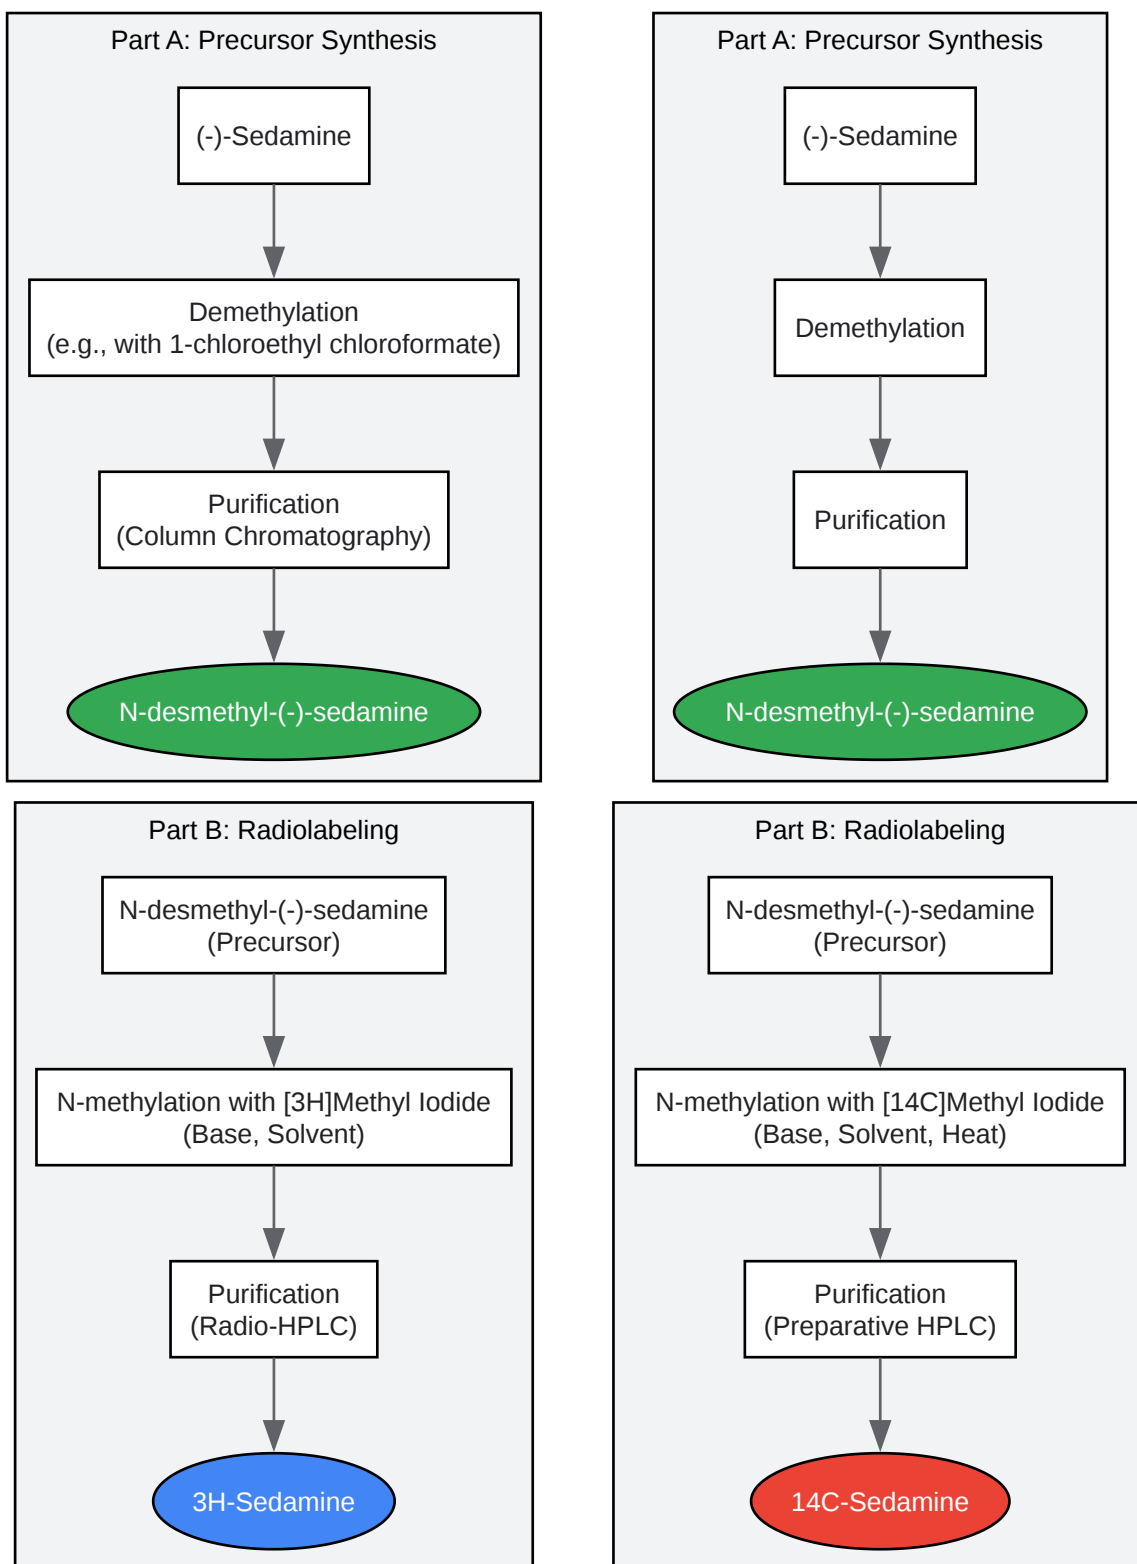 Part A: Precursor Synthesis
(-)-Sedamine
Demethylation
(e.g., with 1-chloroethyl chloroformate)
Purification
(Column Chromatography)
N-desmethyl-(-)-sedamine
Part B: Radiolabeling
N-desmethyl-(-)-sedamine
(Precursor)
N-methylation with [3H]Methyl Iodide
(Base, Solvent)
Purification
(Radio-HPLC)
3H-Sedamine
Part A: Precursor Synthesis
(-)-Sedamine
Demethylation
Purification
N-desmethyl-(-)-sedamine
Part B: Radiolabeling
N-desmethyl-(-)-sedamine
(Precursor)
N-methylation with [14C]Methyl Iodide
(Base, Solvent, Heat)
Purification
(Preparative HPLC)
14C-Sedamine